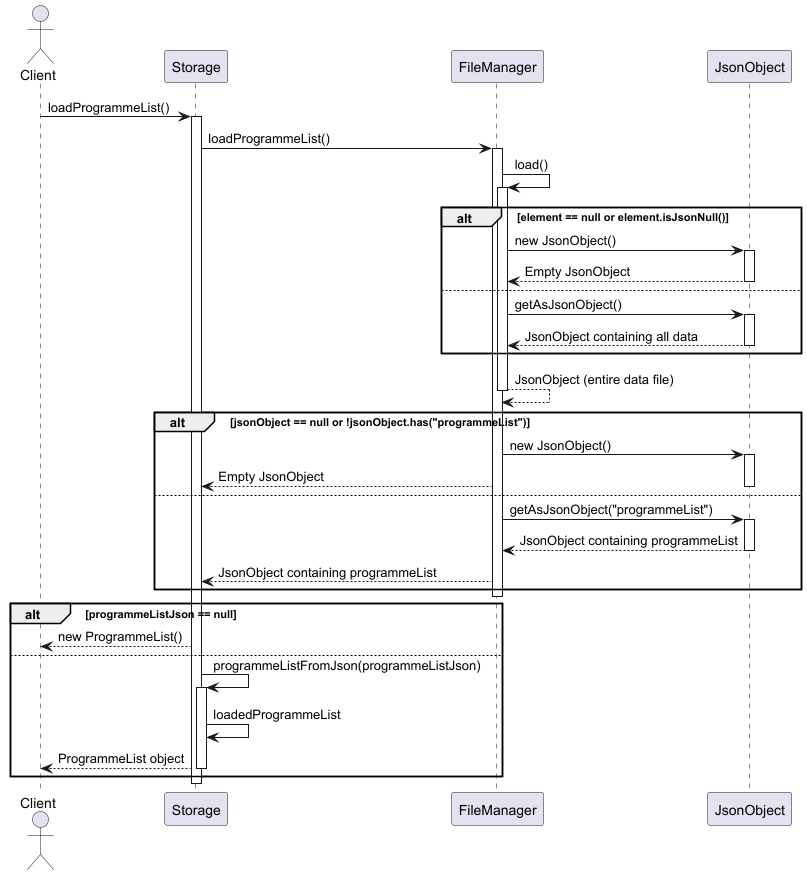 Client
Storage
FileManager
JsonObject
loadProgrammeList()
loadProgrammeList()
load()
alt
[element == null or element.isJsonNull()]
new JsonObject()
Empty JsonObject
getAsJsonObject()
JsonObject containing all data
JsonObject (entire data file)
alt
[jsonObject == null or !jsonObject.has("programmeList")]
new JsonObject()
Empty JsonObject
getAsJsonObject("programmeList")
JsonObject containing programmeList
JsonObject containing programmeList
alt
[programmeListJson == null]
new ProgrammeList()
programmeListFromJson(programmeListJson)
loadedProgrammeList
ProgrammeList object
Client
Storage
FileManager
JsonObject